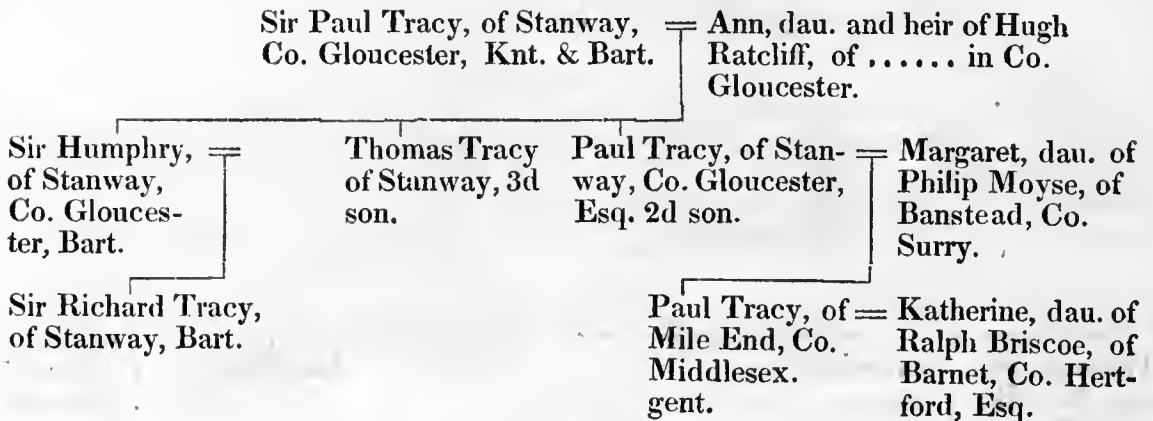 Sir Paul Tracy, of Stanway,
Co. Gloucester, Knt. & Bart.
Ann, dau. and heir of Hugh
Ratcliff, of ...... in Co.
Gloucester.
Sir Humphry,
of Stanway,
Co. Glouces-
ter, Bart.
Thomas Tracy
of Stanway, 3d
son.
Paul Tracy, of Stan-
way, Co. Gloucester,
Esq. 2d son.
Margaret, dau. of
Philip Moyse, of
Banstead, Co.
Surry.
Sir Richard Tracy,
of Stanway, Bart.
Paul Tracy, of
Mile End, Co.
Middlesex.
gent.
Katherine, dau. of
Ralph Briscoe, of
Barnet, Co. Hert-
ford, Esq.